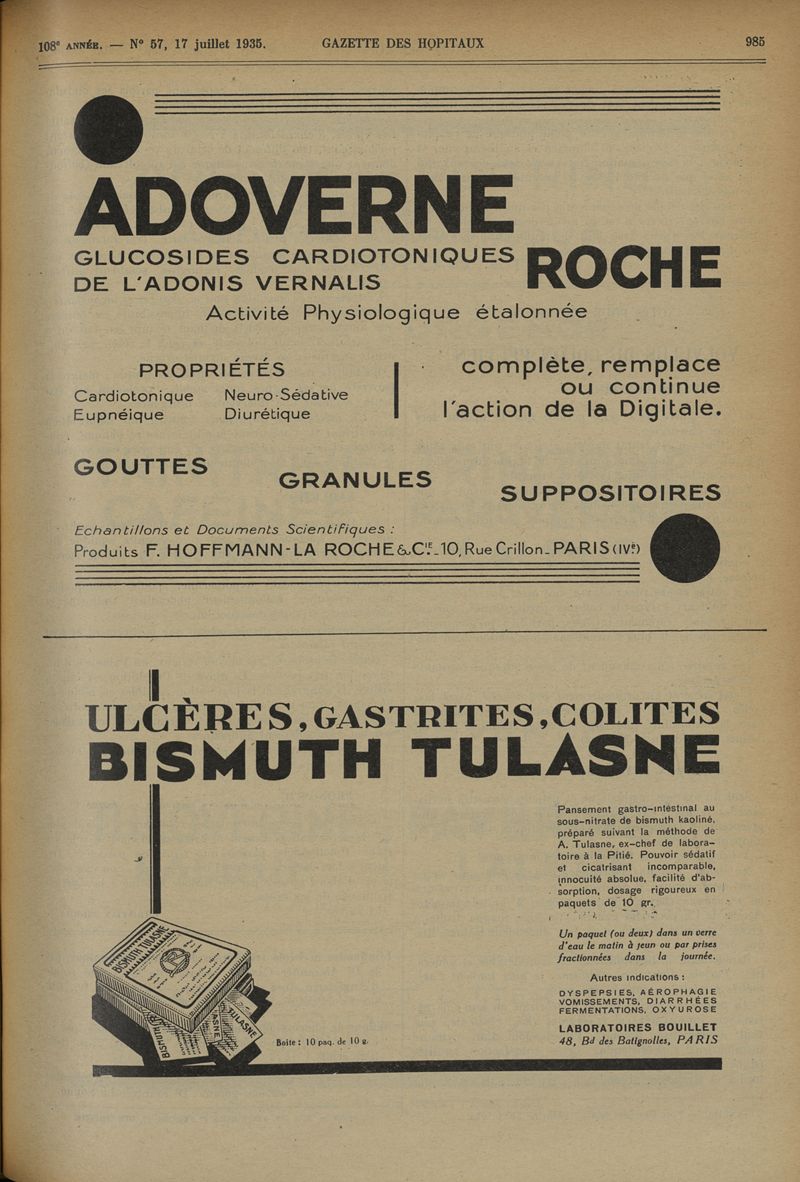 108e ANNÉE. — N° 57, 17 juillet 1935. GAZETTE DES HOPITAUX 985
ADOVERNE
GLUCOSIDES CARDIOTONIQUES
DE L'ADONIS VERNALIS
ROCHE
Activité Physiologique étalonnée
PROPRIÉTÉS
Cardiotonique Neuro-Sédative
Eupnéique Diurétique
complète, remplace
ou continue
l'action de la Digitale.
GOUTTES
GRANULES
SUPPOSITOIRES
Echantillons et Documents Scientifiques :
Produits F. HOFFMANN-LA ROCHE & CIE_10, Rue Crillon_PARIS (IVe)
ULCÈRES, GASTRITES, COLITES
BISMUTH TULASNE
Pansement gastro-intestinal au
sous-nitrate de bismuth kaoliné,
préparé suivant la méthode de
A. Tulasne, ex-chef de labora-
toire à la Pitié. Pouvoir sédatif
et cicatrisant incomparable,
innocuité absolue, facilité d'ab-
sorption, dosage rigoureux en
paquets de 10 gr.
Un paquet (ou deux) dans un verre
d'eau le matin à jeun ou par prises
fractionnées dans la journée.
Autres indications :
DYSPEPSIES, AÉROPHAGIE
VOMISSEMENTS, DIARRHÉES
FERMENTATIONS, OXYUROSE
LABORATOIRES BOUILLET
48, Bd des Batignolles, PARIS
BISMUTH TULASNE
BISMUTH
TULASNE
Boite : 10 paq. de 10 g.